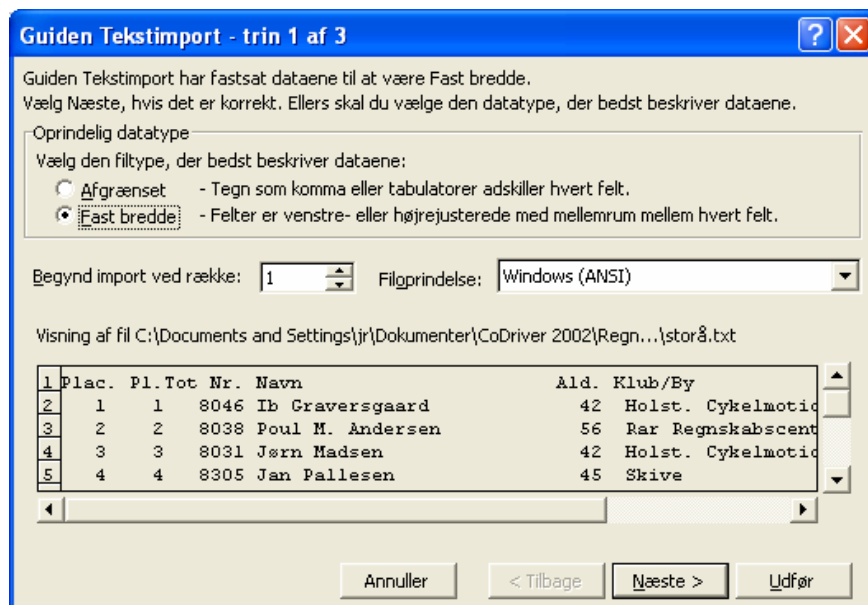 Guiden Tekstimport - trin 1 af 3
Guiden Tekstimport har fastsat dataene til at være Fast bredde.
Vælg Næste, hvis det er korrekt. Ellers skal du vælge den datatype, der bedst beskriver dataene.
Oprindelig datatype
Vælg den filtype, der bedst beskriver dataene:
Afgrænset - Tegn som komma eller tabulatorer adskiller hvert felt.
Fast bredde - Felter er venstre- eller højrejusterede med mellemrum mellem hvert felt.
Begynd import ved række: 1 Filoprindelse: Windows (ANSI)
Visning af fil C:\Documents and Settings\jr\Dokumenter\CoDriver 2002\Regn...\storå.txt
1 Plac. Pl.Tot Nr. Navn Ald. Klub/By
2 1 1 8046 Ib Graversgaard 42 Holst. Cykelmotio
3 2 2 8038 Poul M. Andersen 56 Rar Regnskabscent
4 3 3 8031 Jørn Madsen 42 Holst. Cykelmotio
5 4 4 8305 Jan Pallesen 45 Skive
Annuller < Tilbage Næste > Udfør